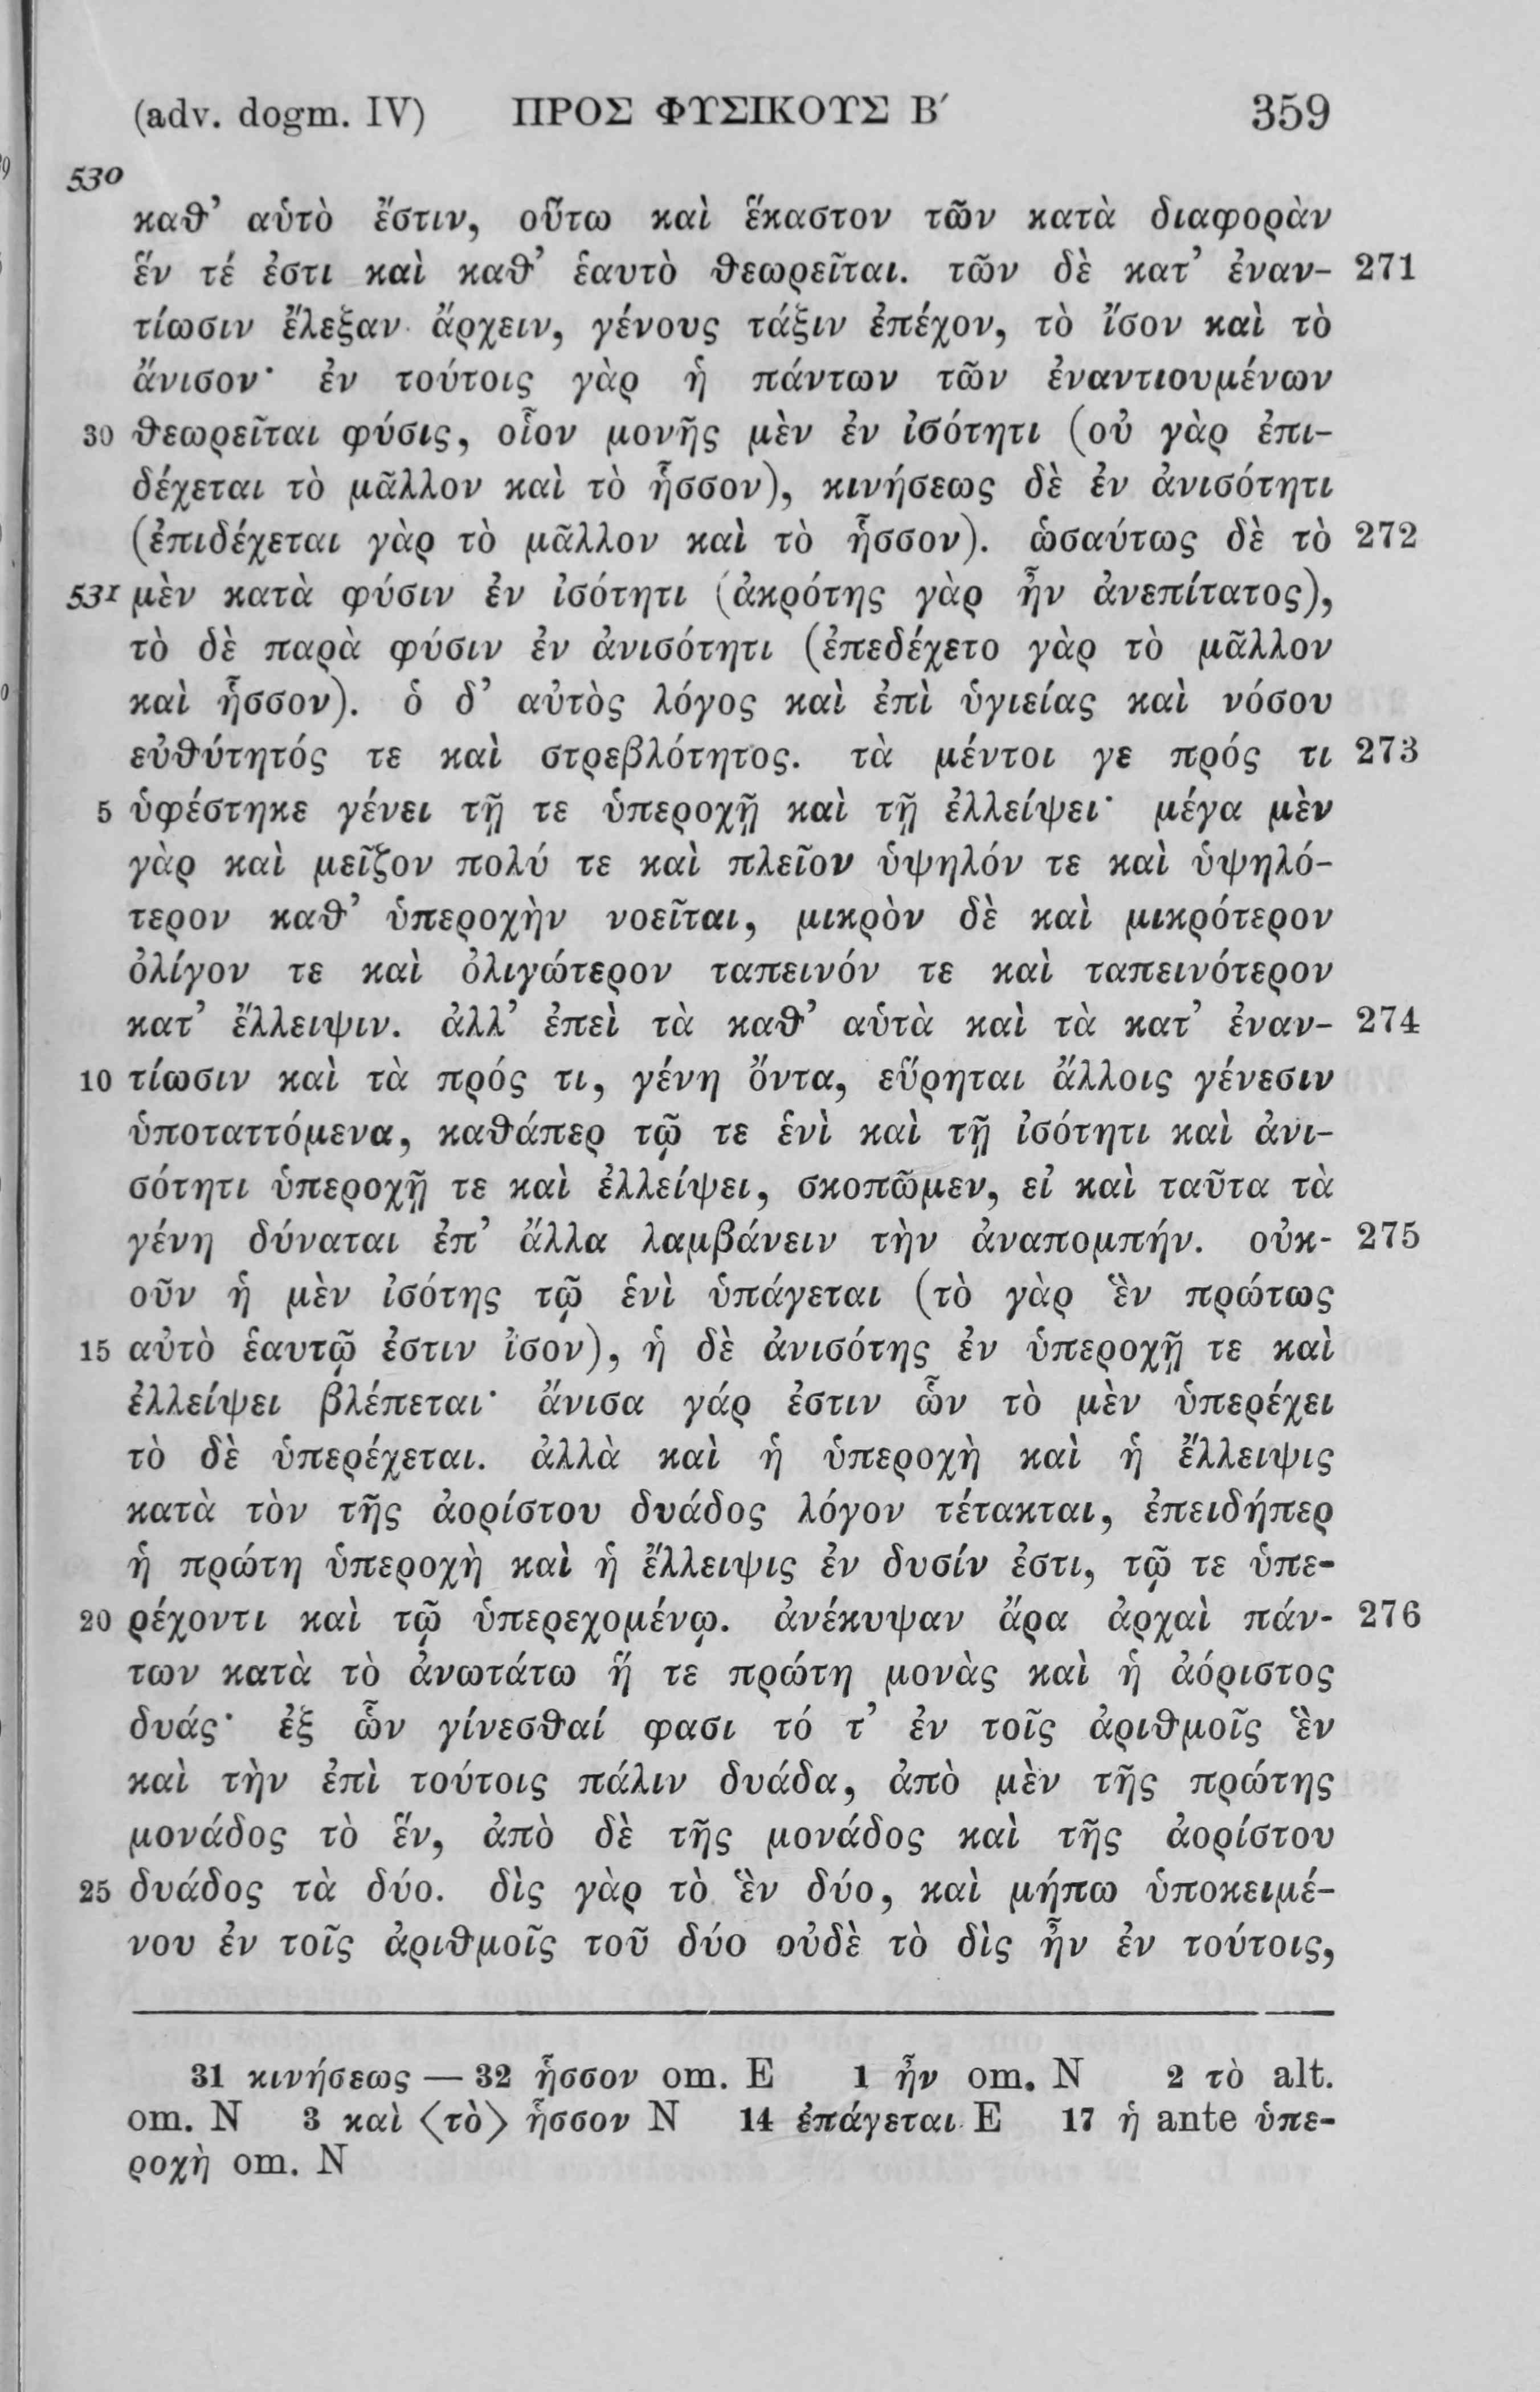 (adv. dogm. IV) ΠΡΟΣ ΦΥΣΙΚΟΥΣ Β′ 359
530
καθ’ αὑτὸ ἔστιν, οὕτω καὶ ἕκαστον τῶν κατὰ διαφορὰν
ἕν τέ ἐστι καὶ καθ’ ἑαυτὸ θεωρεῖται. τῶν δὲ κατ’ ἐναν- 271
τίωσιν ἔλεξαν ἄρχειν, γένους τάξιν ἐπέχον, τὸ ἴσον καὶ τὸ
ἄνισον· ἐν τούτοις γὰρ ἡ πάντων τῶν ἐναντιουμένων
30 θεωρεῖται φύσις, οἷον μονῆς μὲν ἐν ἰσότητι (οὐ γὰρ ἐπι-
δέχεται τὸ μᾶλλον καὶ τὸ ἧσσον), κινήσεως δὲ ἐν ἀνισότητι
(ἐπιδέχεται γὰρ τὸ μᾶλλον καὶ τὸ ἧσσον). ὡσαύτως δὲ τὸ 272
531 μὲν κατὰ φύσιν ἐν ἰσότητι (ἀκρότης γὰρ ἦν ἀνεπίτατος),
τὸ δὲ παρὰ φύσιν ἐν ἀνισότητι (ἐπεδέχετο γὰρ τὸ μᾶλλον
καὶ ἧσσον). ὁ δ’ αὐτὸς λόγος καὶ ἐπὶ ὑγιείας καὶ νόσου
εὐθύτητός τε καὶ στρεβλότητος. τὰ μέντοι γε πρός τι 273
5 ὑφέστηκε γένει τῇ τε ὑπεροχῇ καὶ τῇ ἐλλείψει· μέγα μὲν
γὰρ καὶ μεῖζον πολύ τε καὶ πλεῖον ὑψηλόν τε καὶ ὑψηλό-
τερον καθ’ ὑπεροχὴν νοεῖται, μικρὸν δὲ καὶ μικρότερον
ὀλίγον τε καὶ ὀλιγώτερον ταπεινόν τε καὶ ταπεινότερον
κατ’ ἔλλειψιν. ἀλλ’ ἐπεὶ τὰ καθ’ αὑτὰ καὶ τὰ κατ’ ἐναν- 274
10 τίωσιν καὶ τὰ πρός τι, γένη ὄντα, εὕρηται ἄλλοις γένεσιν
ὑποταττόμενα, καθάπερ τῷ τε ἑνὶ καὶ τῇ ἰσότητι καὶ ἀνι-
σότητι ὑπεροχῇ τε καὶ ἐλλείψει, σκοπῶμεν, εἰ καὶ ταῦτα τὰ
γένη δύναται ἐπ’ ἄλλα λαμβάνειν τὴν ἀναπομπήν. οὐκ- 275
οῦν ἡ μὲν ἰσότης τῷ ἑνὶ ὑπάγεται (τὸ γὰρ ἓν πρώτως
15 αὐτὸ ἑαυτῷ ἐστιν ἴσον), ἡ δὲ ἀνισότης ἐν ὑπεροχῇ τε καὶ
ἐλλείψει βλέπεται· ἄνισα γάρ ἐστιν ὧν τὸ μὲν ὑπερέχει
τὸ δὲ ὑπερέχεται. ἀλλὰ καὶ ἡ ὑπεροχὴ καὶ ἡ ἔλλειψις
κατὰ τὸν τῆς ἀορίστου δυάδος λόγον τέτακται, ἐπειδήπερ
ἡ πρώτη ὑπεροχὴ καὶ ἡ ἔλλειψις ἐν δυσίν ἐστι, τῷ τε ὑπε-
20 ρέχοντι καὶ τῷ ὑπερεχομένῳ. ἀνέκυψαν ἄρα ἀρχαὶ πάν- 276
των κατὰ τὸ ἀνωτάτω ἥ τε πρώτη μονὰς καὶ ἡ ἀόριστος
δυάς· ἐξ ὧν γίνεσθαί φασι τό τ’ ἐν τοῖς ἀριθμοῖς ἓν
καὶ τὴν ἐπὶ τούτοις πάλιν δυάδα, ἀπὸ μὲν τῆς πρώτης
μονάδος τὸ ἕν, ἀπὸ δὲ τῆς μονάδος καὶ τῆς ἀορίστου
25 δυάδος τὰ δύο. δὶς γὰρ τὸ ἓν δύο, καὶ μήπω ὑποκειμέ-
νου ἐν τοῖς ἀριθμοῖς τοῦ δύο οὐδὲ τὸ δὶς ἦν ἐν τούτοις,
31 κινήσεως — 32 ἧσσον om. E 1 ἦν om. N 2 τὸ alt.
om. N 3 καὶ ⟨τὸ⟩ ἧσσον N 14 ἐπάγεται E 17 ἡ ante ὑπε-
ροχὴ om. N